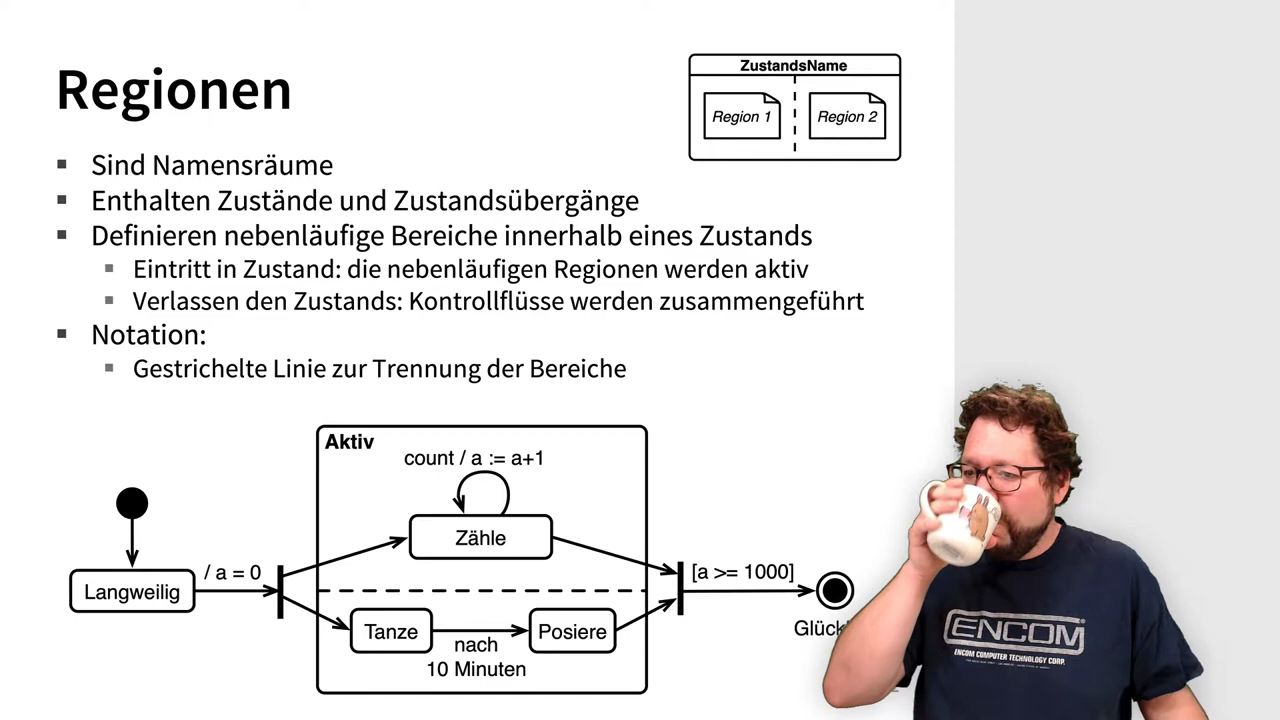 Regionen
ZustandsName
Region 1
Region 2
Sind Namensräume
Enthalten Zustände und Zustandsübergänge
Definieren nebenläufige Bereiche innerhalb eines Zustands
Eintritt in Zustand: die nebenläufigen Regionen werden aktiv
Verlassen den Zustands: Kontrollflüsse werden zusammengeführt
Notation:
Gestrichelte Linie zur Trennung der Bereiche
Aktiv
count / a := a+1
Zähle
Langweilig
/ a = 0
[a >= 1000]
Tanze
nach
10 Minuten
Posiere
ENCOM
ENCOM COMPUTER TECHNOLOGY CORP.